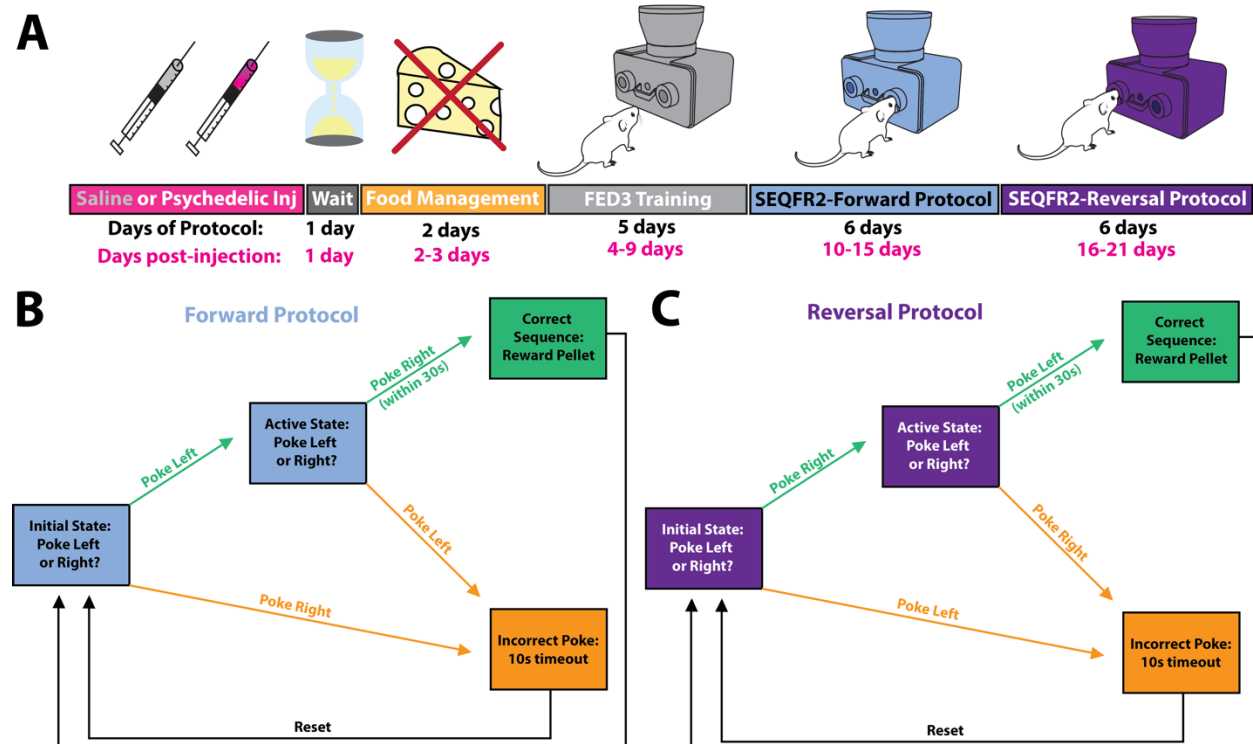 A
Saline or Psychedelic Inj
Wait
Food Management
FED3 Training
SEQFR2-Forward Protocol
SEQFR2-Reversal Protocol
Days of Protocol:
1 day
2 days
5 days
6 days
6 days
Days post-injection:
1 day
2-3 days
4-9 days
10-15 days
16-21 days
B
Forward Protocol
Correct
Sequence:
Reward Pellet
Poke Right
(within 30s)
Active State:
Poke Left
or Right?
Poke Left
Poke Left
Initial State:
Poke Left
or Right?
Poke Right
Incorrect Poke:
10s timeout
Reset
C
Reversal Protocol
Correct
Sequence:
Reward Pellet
Poke Left
(within 30s)
Active State:
Poke Left
or Right?
Poke Right
Poke Right
Initial State:
Poke Left
or Right?
Poke Left
Incorrect Poke:
10s timeout
Reset